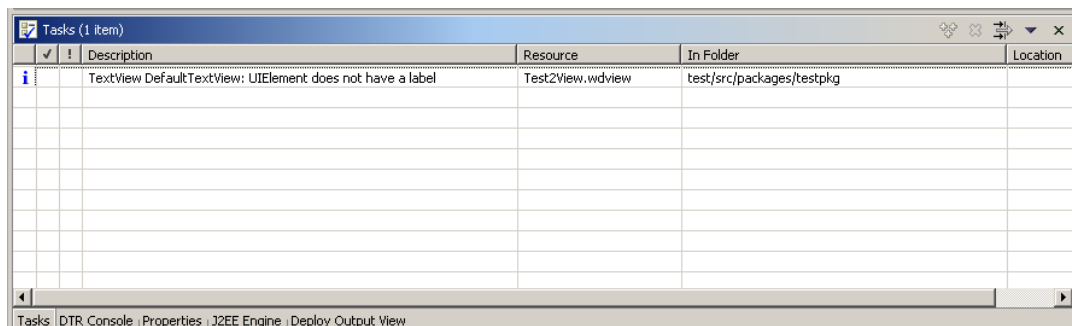 Tasks (1 item)
! Description Resource In Folder Location
i TextView DefaultTextView: UIElement does not have a label Test2View.wdview test/src/packages/testpkg
Tasks DTR Console Properties J2EE Engine Deploy Output View